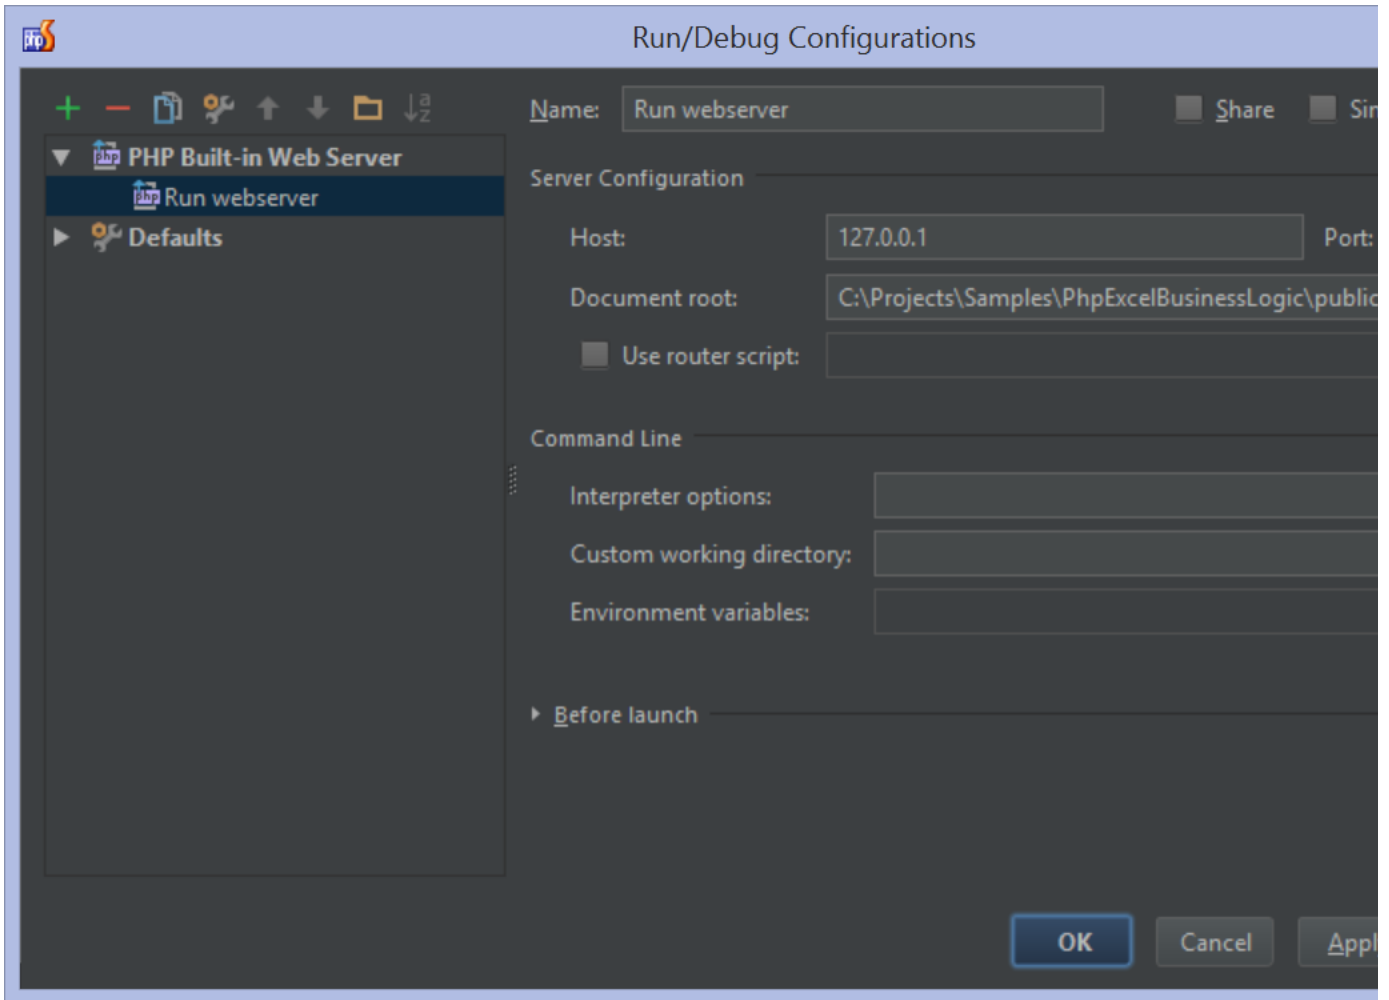 Run/Debug Configurations
Name: Run webserver Share
PHP Built-in Web Server
Run webserver
Defaults
Server Configuration
Host: 127.0.0.1 Port:
Document root: C:\Projects\Samples\PhpExcelBusinessLogic\public
Use router script:
Command Line
Interpreter options:
Custom working directory:
Environment variables:
Before launch
OK Cancel Appl